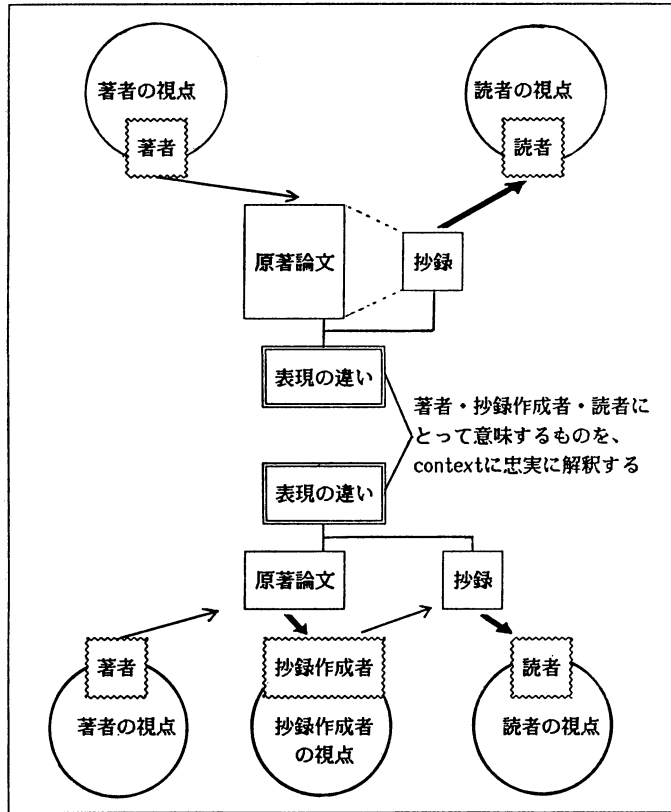 著者の視点
著者
読者の視点
読者
原著論文
抄録
表現の違い
著者・抄録作成者・読者に
とって意味するものを、
contextに忠実に解釈する
表現の違い
原著論文
抄録
著者
著者の視点
抄録作成者
抄録作成者
の視点
読者
読者の視点